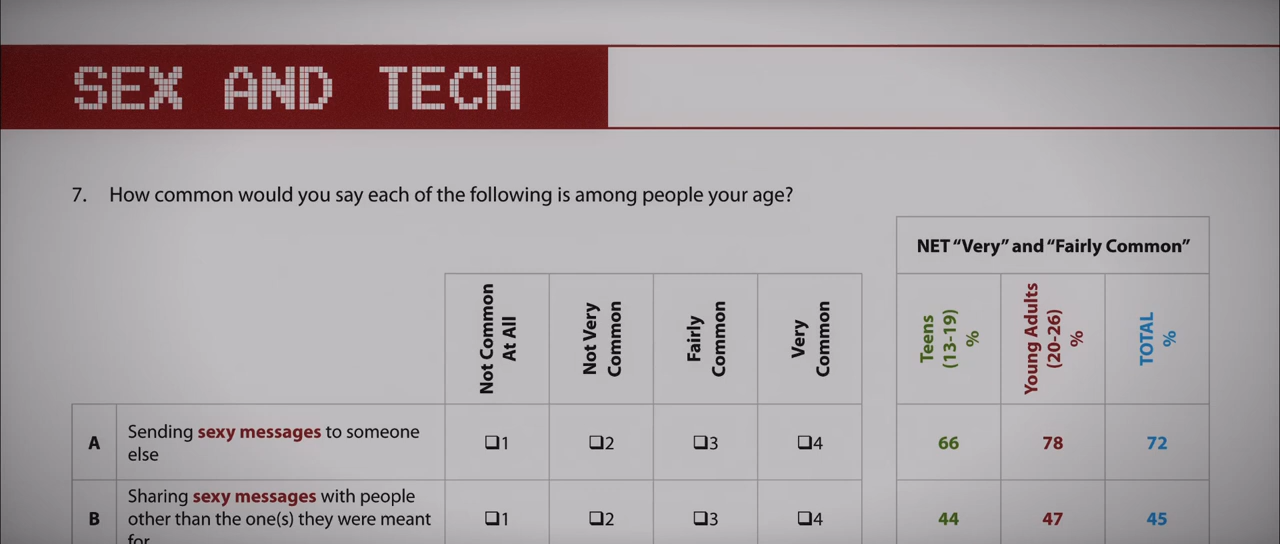 SEX AND TECH
7. How common would you say each of the following is among people your age?
NET “Very” and “Fairly Common”
Not Common
At All
Not Very
Common
Fairly
Common
Very
Common
Teens
(13-19)
%
Young Adults
(20-26)
%
TOTAL
%
A Sending sexy messages to someone
else
❑1 ❑2 ❑3 ❑4 66 78 72
B Sharing sexy messages with people
other than the one(s) they were meant
for
❑1 ❑2 ❑3 ❑4 44 47 45